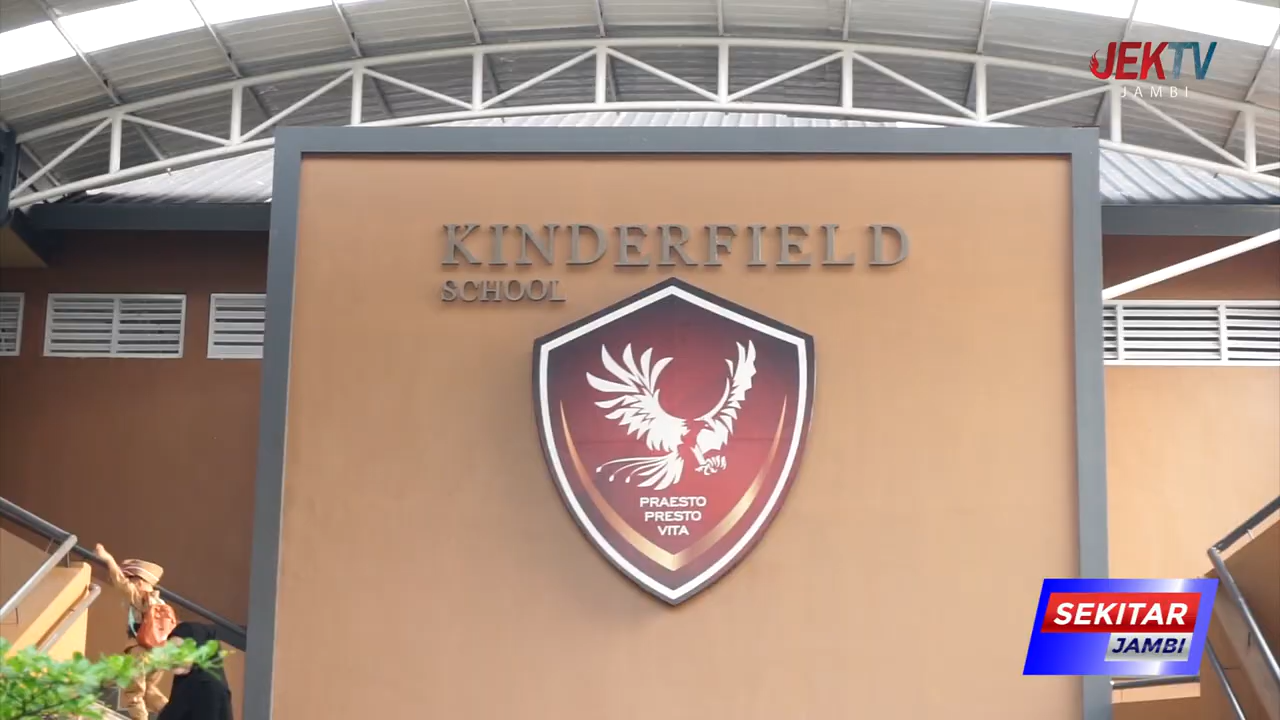 JEKTV
JAMBI
KINDERFIELD
SCHOOL
PRAESTO
PRESTO
VITA
SEKITAR
JAMBI